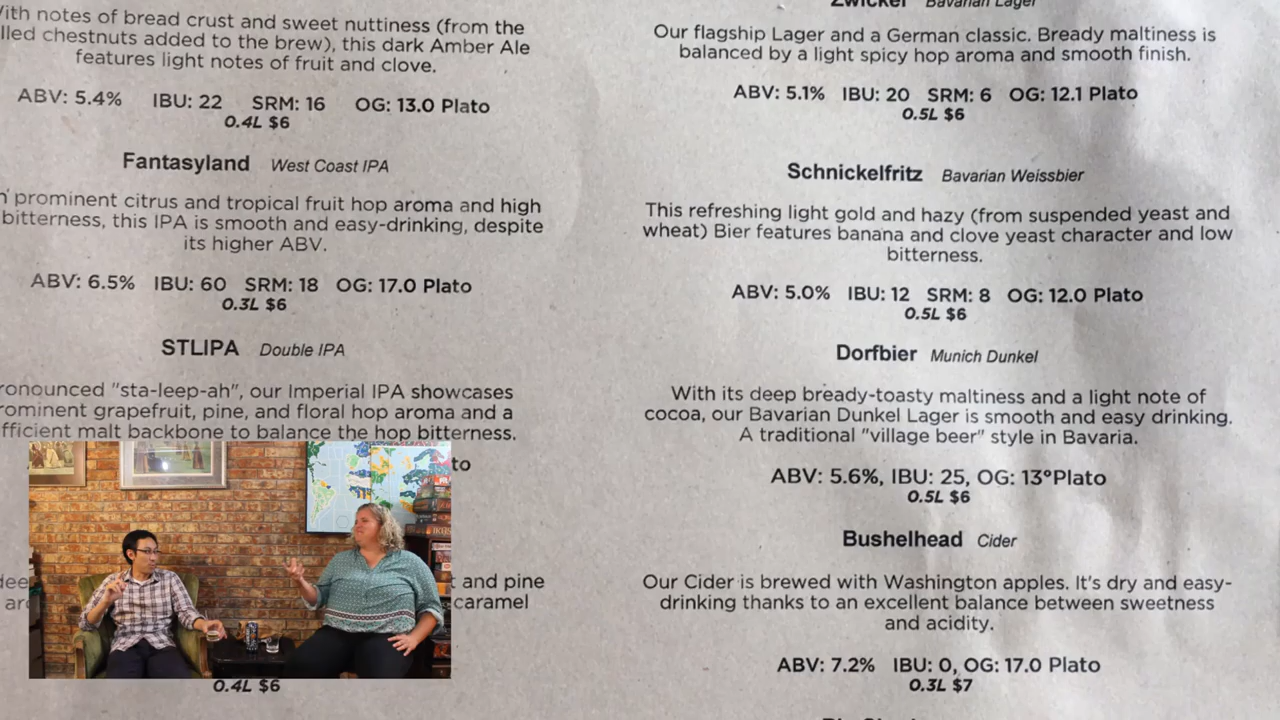 With notes of bread crust and sweet nuttiness (from the
lled chestnuts added to the brew), this dark Amber Ale
features light notes of fruit and clove.
ABV: 5.4% IBU: 22 SRM: 16 OG: 13.0 Plato
0.4L $6
Fantasyland West Coast IPA
prominent citrus and tropical fruit hop aroma and high
bitterness, this IPA is smooth and easy-drinking, despite
its higher ABV.
ABV: 6.5% IBU: 60 SRM: 18 OG: 17.0 Plato
0.3L $6
STLIPA Double IPA
ronounced "sta-leep-ah", our Imperial IPA showcases
rominent grapefruit, pine, and floral hop aroma and a
fficient malt backbone to balance the hop bitterness.
to
t and pine
caramel
0.4L $6
Zwickel Bavarian Lager
Our flagship Lager and a German classic. Bready maltiness is
balanced by a light spicy hop aroma and smooth finish.
ABV: 5.1% IBU: 20 SRM: 6 OG: 12.1 Plato
0.5L $6
Schnickelfritz Bavarian Weissbier
This refreshing light gold and hazy (from suspended yeast and
wheat) Bier features banana and clove yeast character and low
bitterness.
ABV: 5.0% IBU: 12 SRM: 8 OG: 12.0 Plato
0.5L $6
Dorfbier Munich Dunkel
With its deep bready-toasty maltiness and a light note of
cocoa, our Bavarian Dunkel Lager is smooth and easy drinking.
A traditional "village beer" style in Bavaria.
ABV: 5.6%, IBU: 25, OG: 13°Plato
0.5L $6
Bushelhead Cider
Our Cider is brewed with Washington apples. It's dry and easy-
drinking thanks to an excellent balance between sweetness
and acidity.
ABV: 7.2% IBU: 0, OG: 17.0 Plato
0.3L $7